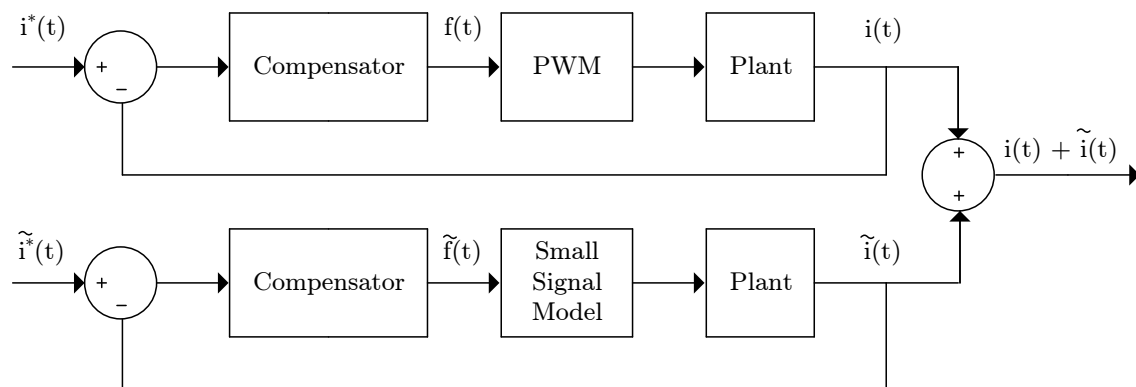 i*(t)
f(t)
i(t)
+
−
Compensator
PWM
Plant
+
+
i(t) + ĩ(t)
ĩ*(t)
f̃(t)
ĩ(t)
+
−
Compensator
Small
Signal
Model
Plant